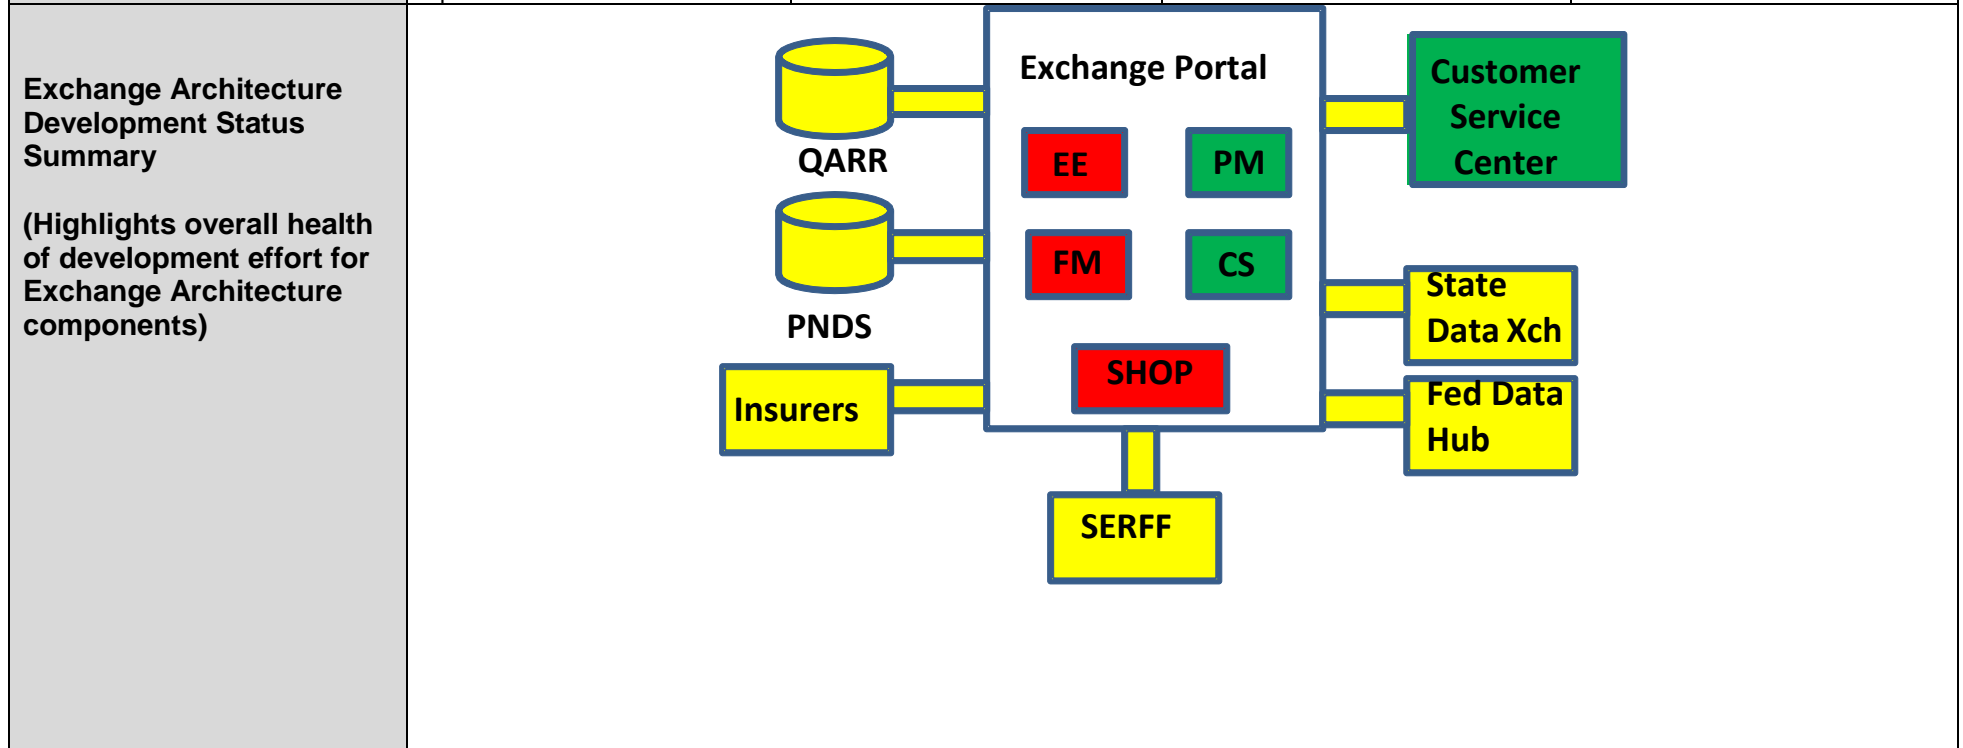 Exchange Architecture
Development Status
Summary
(Highlights overall health
of development effort for
Exchange Architecture
components)
Exchange Portal
EE
PM
FM
CS
SHOP
QARR
PNDS
Insurers
SERFF
Customer
Service
Center
State
Data Xch
Fed Data
Hub